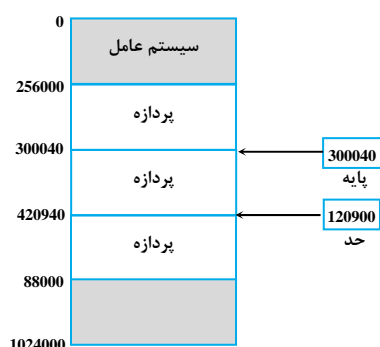 0
سیستم عامل
256000
پردازه
300040
300040
پایه
پردازه
420940
120900
حد
پردازه
88000
1024000